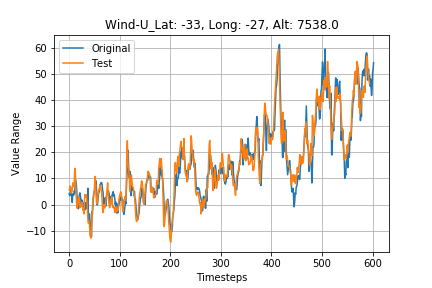 Wind-U_Lat: -33, Long: -27, Alt: 7538.0
Original
Test
60
50
40
30
20
10
0
−10
Value Range
0 100 200 300 400 500 600
Timesteps